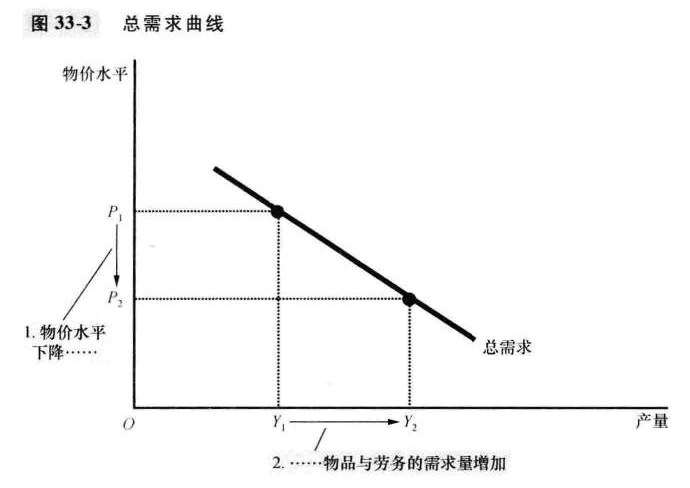 图 33-3 总需求曲线
物价水平
P1
P2
1. 物价水平
下降……
总需求
O
Y1
Y2
产量
2. ……物品与劳务的需求量增加